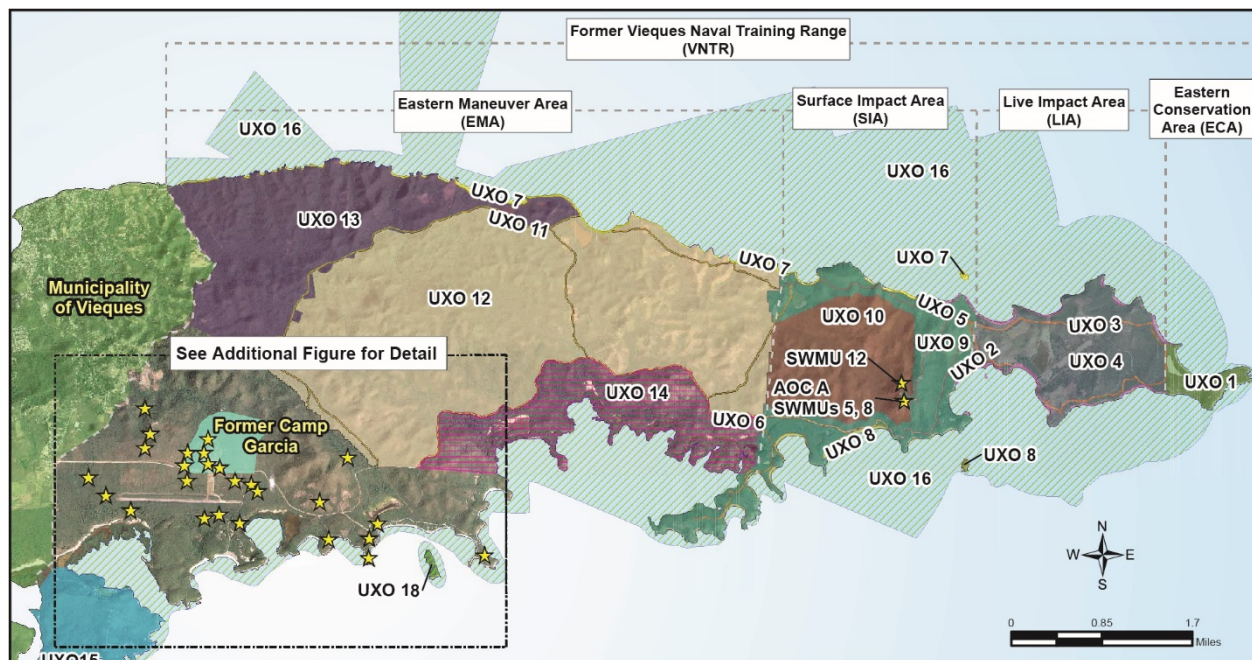 Former Vieques Naval Training Range
(VNTR)
Eastern Maneuver Area
(EMA)
Surface Impact Area
(SIA)
Live Impact Area
(LIA)
Eastern
Conservation
Area (ECA)
UXO 16
UXO 16
UXO 7
UXO 13
UXO 11
UXO 7
UXO 7
Municipality
of Vieques
UXO 12
UXO 10
UXO 5
UXO 3
UXO 9
UXO 2
UXO 4
See Additional Figure for Detail
SWMU 12
UXO 1
UXO 14
AOC A
SWMUs 5, 8
UXO 6
Former Camp
Garcia
UXO 8
UXO 8
UXO 16
UXO 18
N
W E
S
0 0.85 1.7
Miles
UXO15